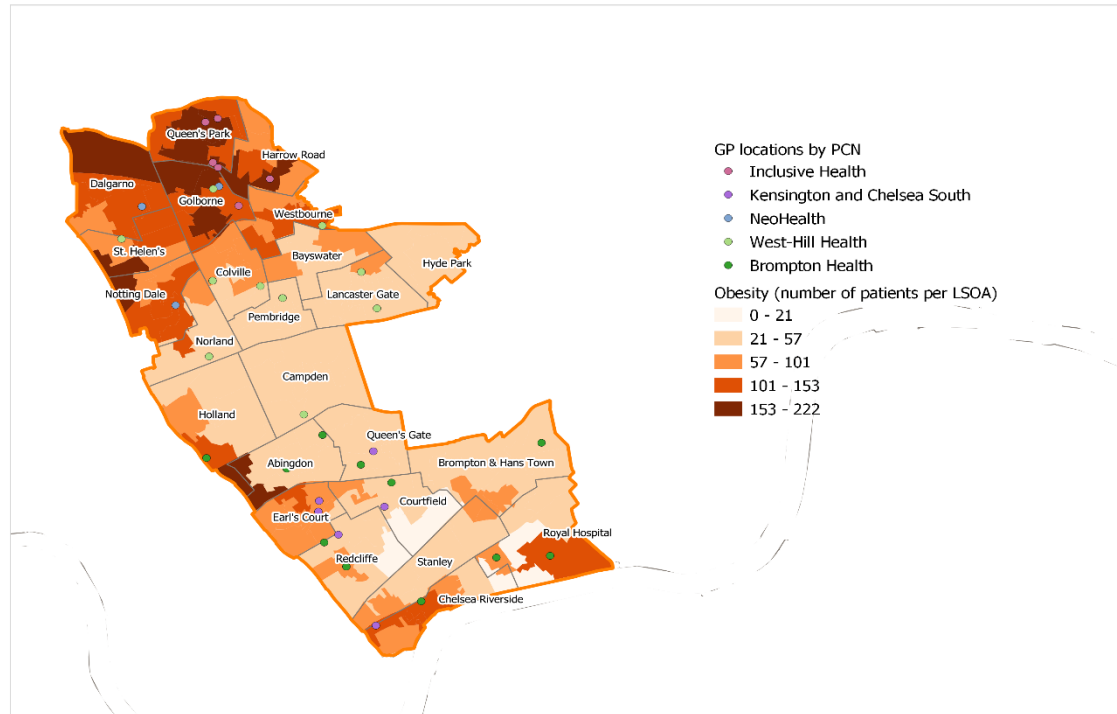 Queen's Park
Harrow Road
Dalgarno
Golborne
Westbourne
St. Helen's
Bayswater
Hyde Park
Colville
Notting Dale
Lancaster Gate
Pembridge
Norland
Campden
Holland
Queen's Gate
Abingdon
Brompton & Hans Town
Courtfield
Earl's Court
Royal Hospital
Redcliffe
Stanley
Chelsea Riverside
GP locations by PCN
Inclusive Health
Kensington and Chelsea South
NeoHealth
West-Hill Health
Brompton Health
Obesity (number of patients per LSOA)
0 - 21
21 - 57
57 - 101
101 - 153
153 - 222